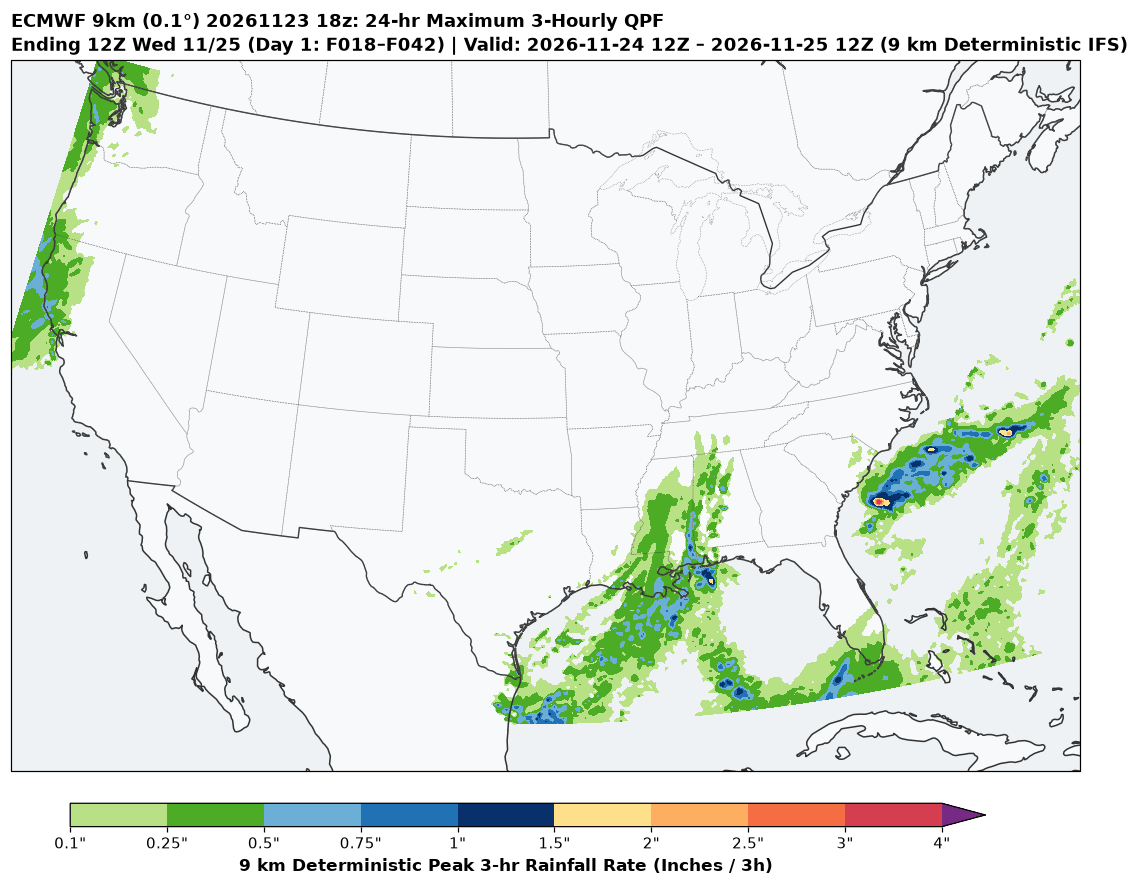 ECMWF 9km (0.1°) 20261123 18z: 24-hr Maximum 3-Hourly QPF
Ending 12Z Wed 11/25 (Day 1: F018–F042) | Valid: 2026-11-24 12Z – 2026-11-25 12Z (9 km Deterministic IFS)
0.1" 0.25" 0.5" 0.75" 1" 1.5" 2" 2.5" 3" 4"
9 km Deterministic Peak 3-hr Rainfall Rate (Inches / 3h)